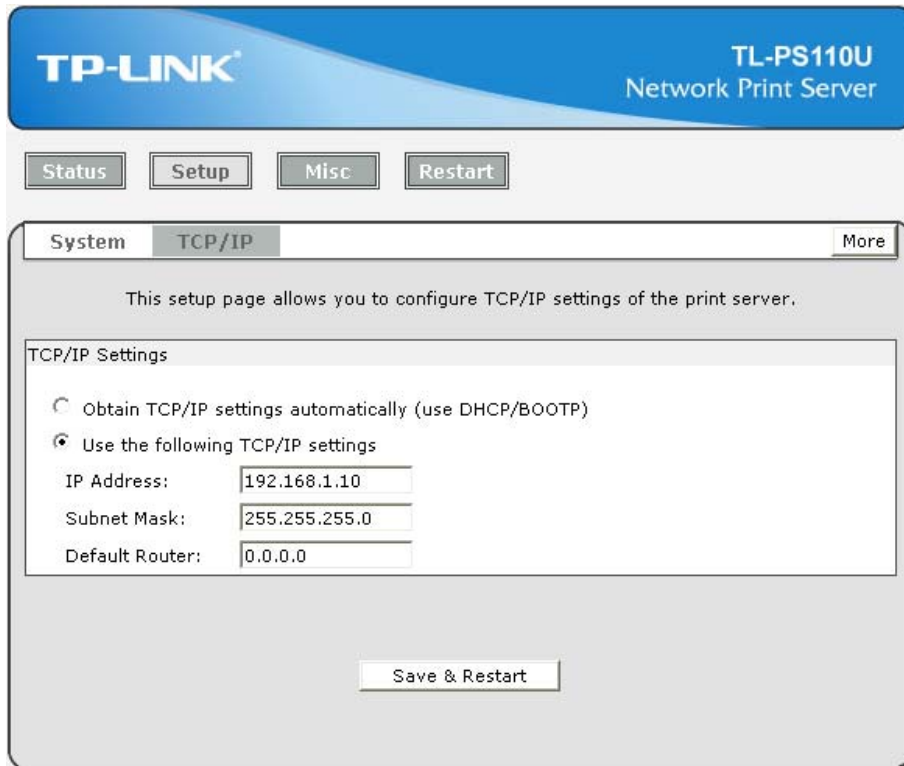 TP-LINK®
TL-PS110U
Network Print Server
Status Setup Misc Restart
System TCP/IP More
This setup page allows you to configure TCP/IP settings of the print server.
TCP/IP Settings
Obtain TCP/IP settings automatically (use DHCP/BOOTP)
Use the following TCP/IP settings
IP Address: 192.168.1.10
Subnet Mask: 255.255.255.0
Default Router: 0.0.0.0
Save & Restart